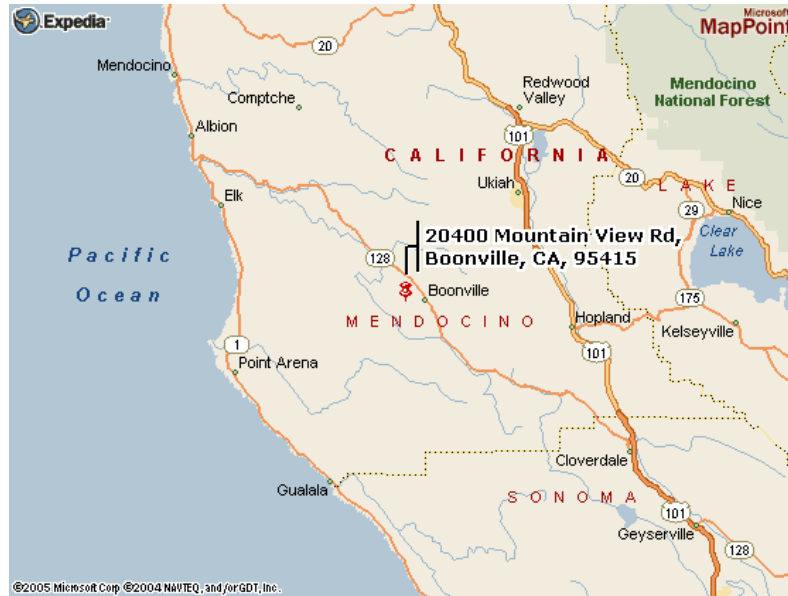 Expedia
Microsoft
MapPoint
20
Mendocino
Redwood
Valley
Mendocino
National Forest
Comptche
Albion
101
C A L I F O R N I A
20
L A K E
Ukiah
Elk
29
Nice
20400 Mountain View Rd,
Boonville, CA, 95415
Clear
Lake
Pacific
Ocean
128
Boonville
175
M E N D O C I N O
Hopland
Kelseyville
1
101
Point Arena
Cloverdale
Gualala
S O N O M A
101
Geyserville
128
©2005 Microsoft Corp ©2004 NAVTEQ, and/or GDT, Inc.